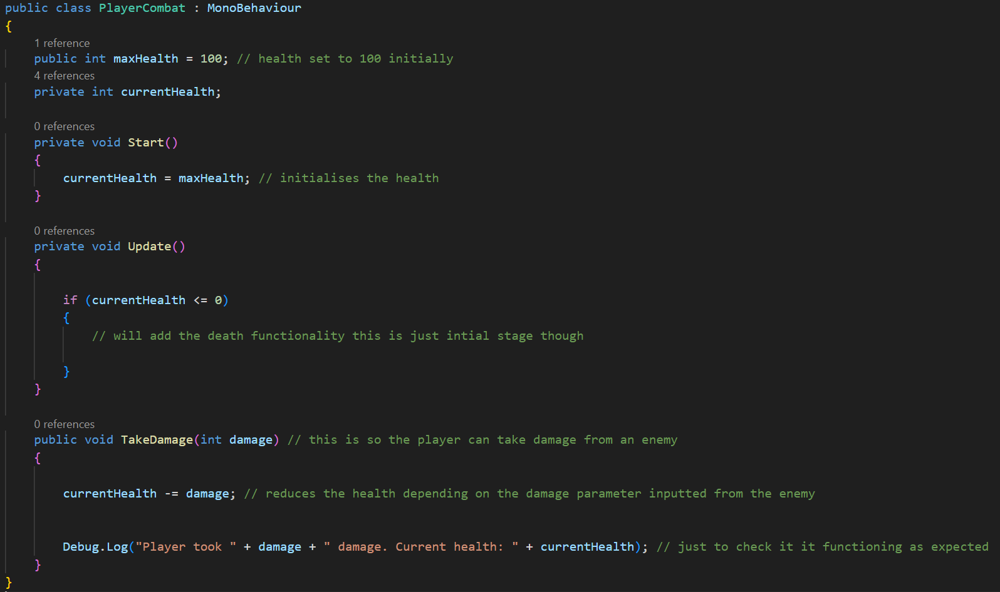 public class PlayerCombat : MonoBehaviour
{
1 reference
public int maxHealth = 100; // health set to 100 initially
4 references
private int currentHealth;
0 references
private void Start()
{
currentHealth = maxHealth; // initialises the health
}
0 references
private void Update()
{
if (currentHealth <= 0)
{
// will add the death functionality this is just intial stage though
}
}
0 references
public void TakeDamage(int damage) // this is so the player can take damage from an enemy
{
currentHealth -= damage; // reduces the health depending on the damage parameter inputted from the enemy
Debug.Log("Player took " + damage + " damage. Current health: " + currentHealth); // just to check it it functioning as expected
}
}